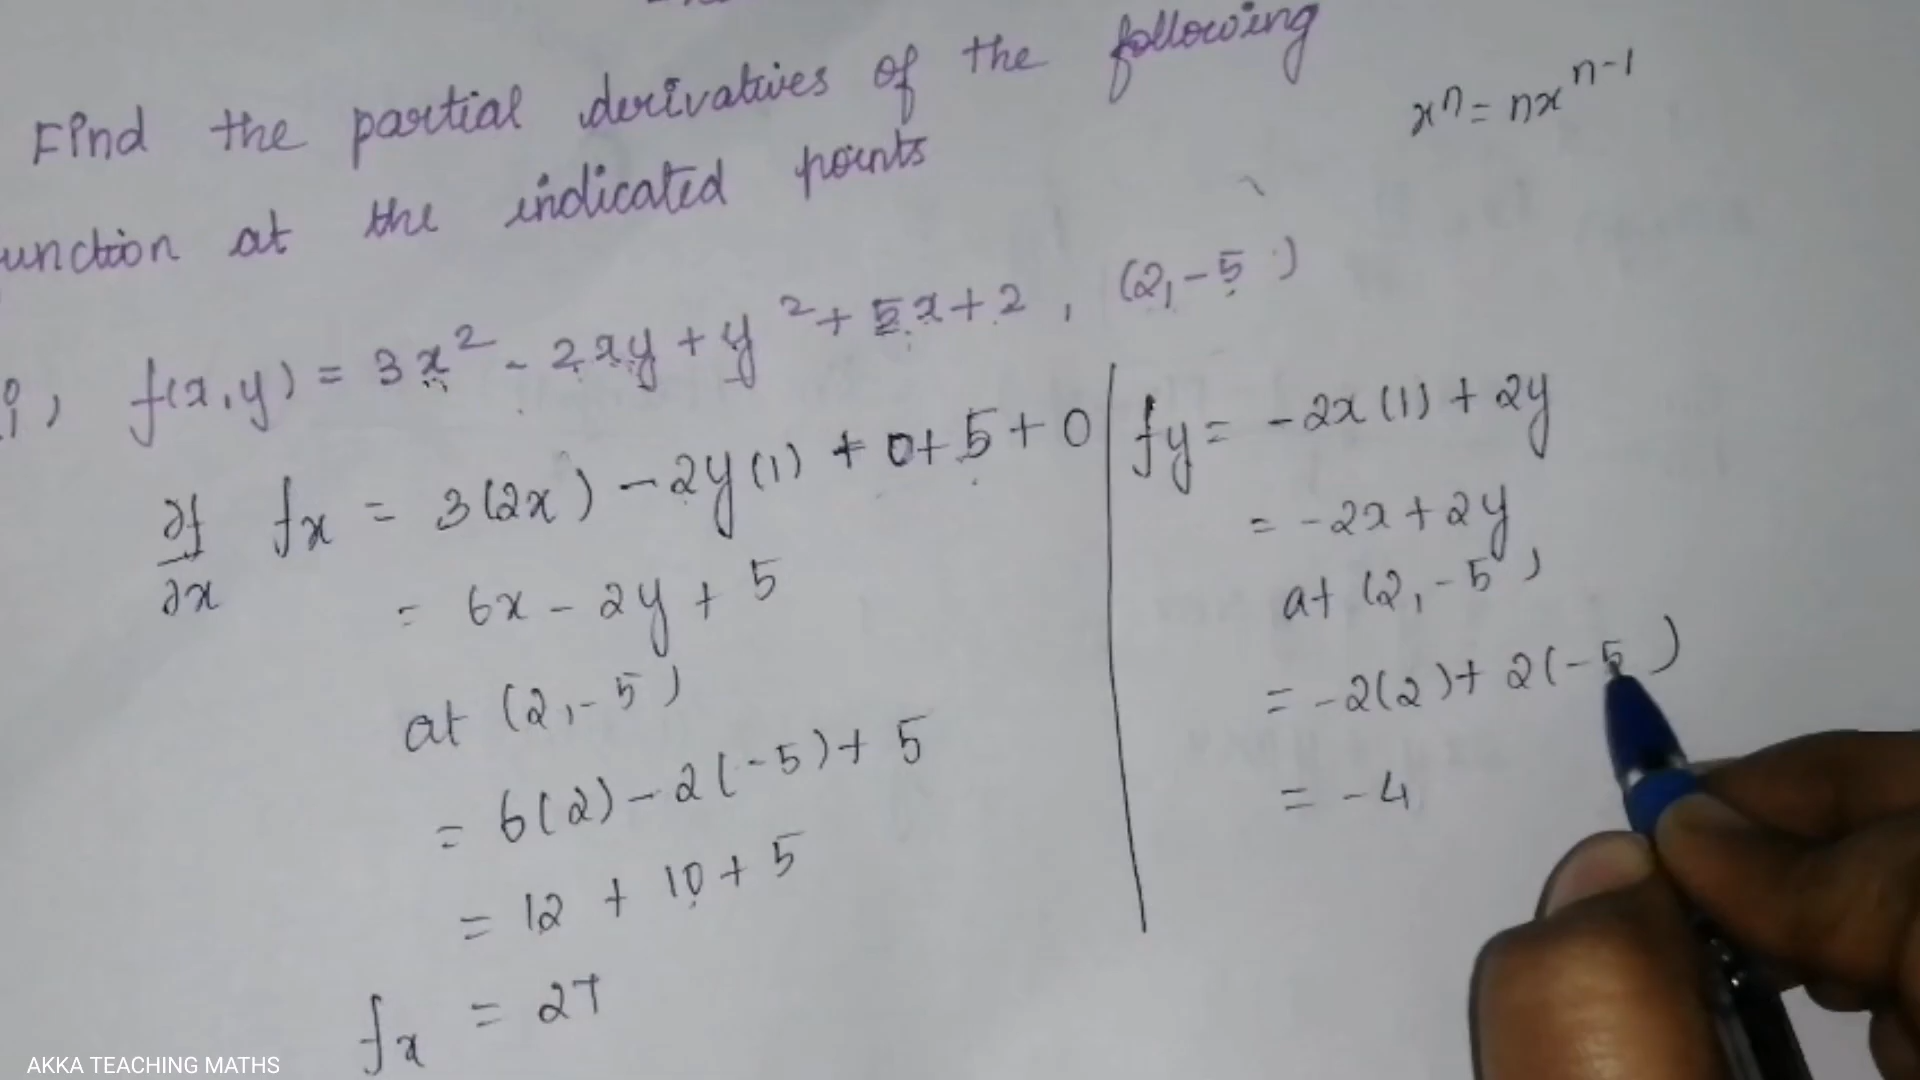 Find the partial derivatives of the following
unction at the indicated points
xⁿ = nxⁿ⁻¹
i) f(x,y) = 3x² - 2xy + y² + 5x + 2, (2,-5)
∂f/∂x fx = 3(2x) - 2y(1) + 0 + 5 + 0
= 6x - 2y + 5
at (2,-5)
= 6(2) - 2(-5) + 5
= 12 + 10 + 5
fx = 27
fy = -2x(1) + 2y
= -2x + 2y
at (2,-5)
= -2(2) + 2(-5)
= -4
AKKA TEACHING MATHS